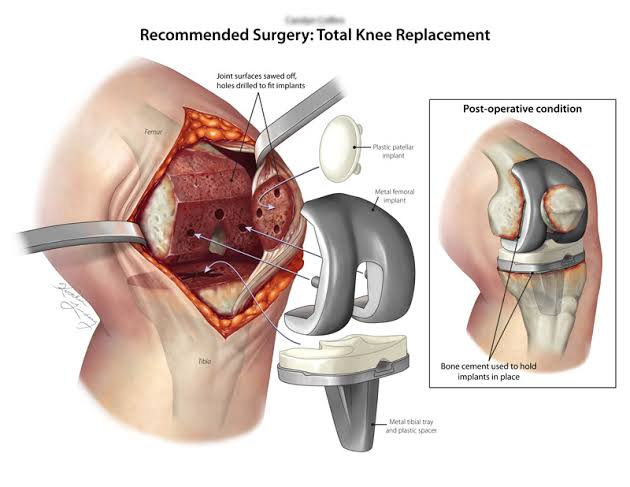 Recommended Surgery: Total Knee Replacement
Joint surfaces sawed off,
holes drilled to fit implants
Femur
Plastic patellar
implant
Metal femoral
implant
Tibia
Metal tibial tray
and plastic spacer
Post-operative condition
Bone cement used to hold
implants in place